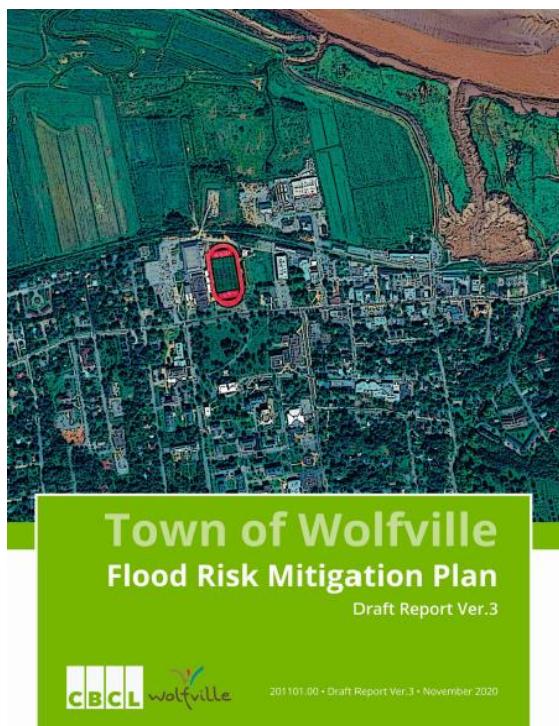 Town of Wolfville
Flood Risk Mitigation Plan
Draft Report Ver.3
CBCL
wolfville
201101.00 • Draft Report Ver.3 • November 2020